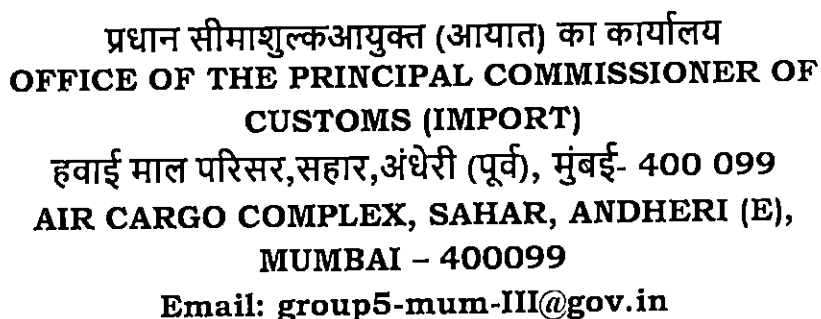 प्रधान सीमाशुल्कआयुक्त (आयात) का कार्यालय
OFFICE OF THE PRINCIPAL COMMISSIONER OF
CUSTOMS (IMPORT)
हवाई माल परिसर,सहार,अंधेरी (पूर्व), मुंबई- 400 099
AIR CARGO COMPLEX, SAHAR, ANDHERI (E),
MUMBAI – 400099
Email: group5-mum-III@gov.in